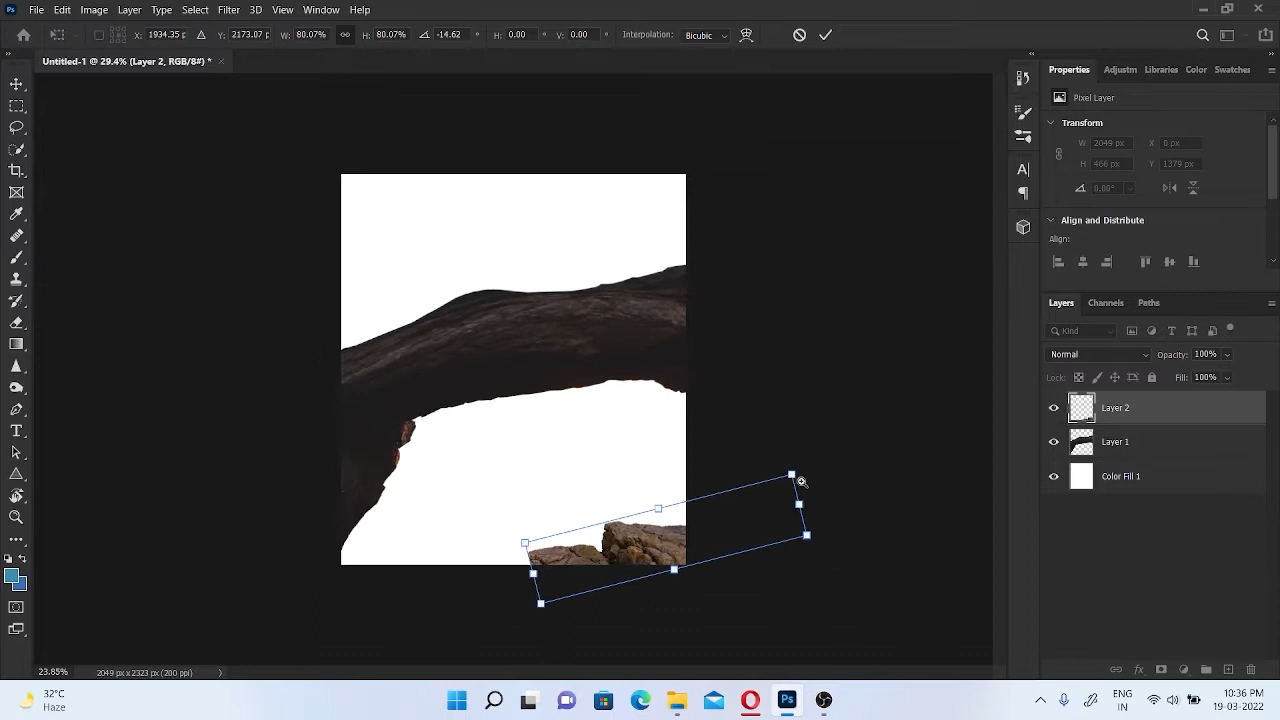 Ps File Edit Image Layer Type Select Filter 3D View Window Help
X: 1934.35 p Y: 2173.07 p W: 80.07% H: 80.07% -14.62 ° H: 0.00 ° V: 0.00 ° Interpolation: Bicubic
Untitled-1 @ 29.4% (Layer 2, RGB/8#) * ×
Properties Adjustm Libraries Color Swatches
Pixel Layer
Transform
W 2049 px X 0 px
H 466 px Y 1379 px
0.00°
Align and Distribute
Align:
Layers Channels Paths
Kind
Normal Opacity: 100%
Lock: Fill: 100%
Layer 2
Layer 1
Color Fill 1
23.85% 2049 px x 2323 px (200 ppi)
32°C
Haze
Ps
ENG
IN
10:36 PM
19-03-2022